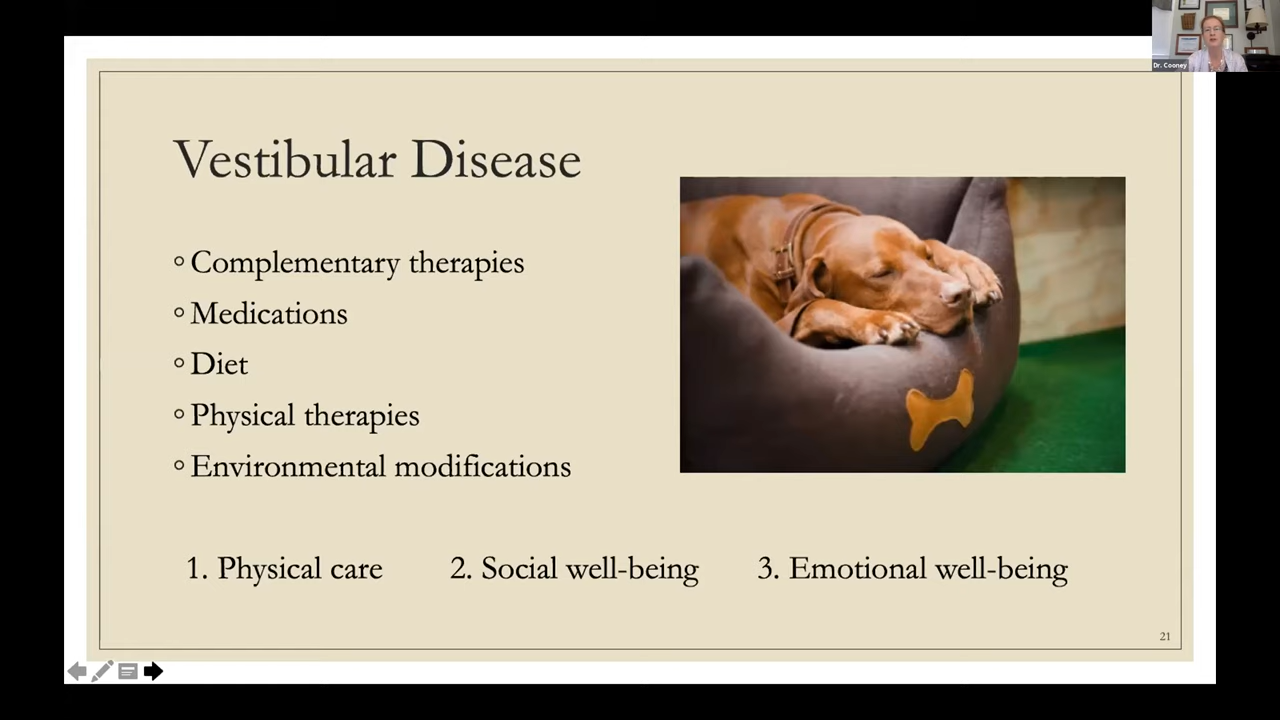 Dr. Cooney
Vestibular Disease
Complementary therapies
Medications
Diet
Physical therapies
Environmental modifications
1. Physical care 2. Social well-being 3. Emotional well-being
21